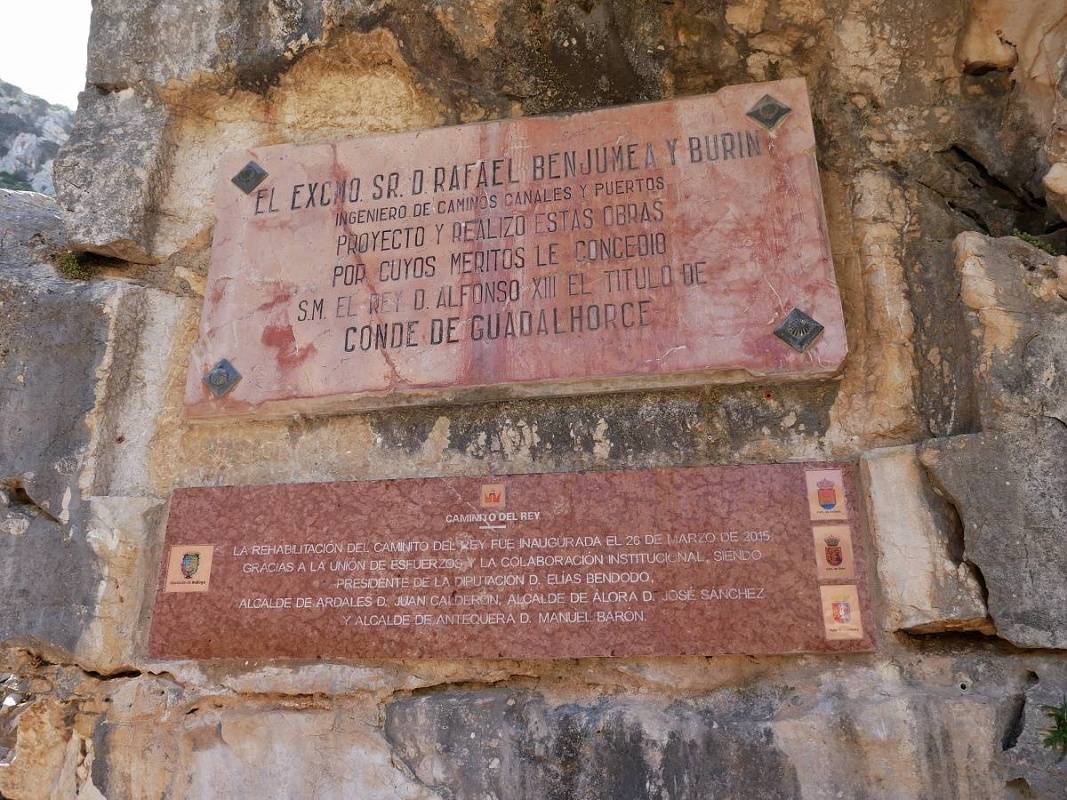 EL EXCMO. SR. D. RAFAEL BENJUMEA Y BURIN
INGENIERO DE CAMINOS CANALES Y PUERTOS
PROYECTO Y REALIZO ESTAS OBRAS
POR CUYOS MERITOS LE CONCEDIO
S.M. EL REY D. ALFONSO XIII EL TITULO DE
CONDE DE GUADALHORCE
CAMINITO DEL REY
LA REHABILITACIÓN DEL CAMINITO DEL REY FUE INAUGURADA EL 26 DE MARZO DE 2015,
GRACIAS A LA UNIÓN DE ESFUERZOS Y LA COLABORACIÓN INSTITUCIONAL, SIENDO
PRESIDENTE DE LA DIPUTACIÓN D. ELÍAS BENDODO,
ALCALDE DE ARDALES D. JUAN CALDERÓN, ALCALDE DE ÁLORA D. JOSÉ SÁNCHEZ
Y ALCALDE DE ANTEQUERA D. MANUEL BARÓN.